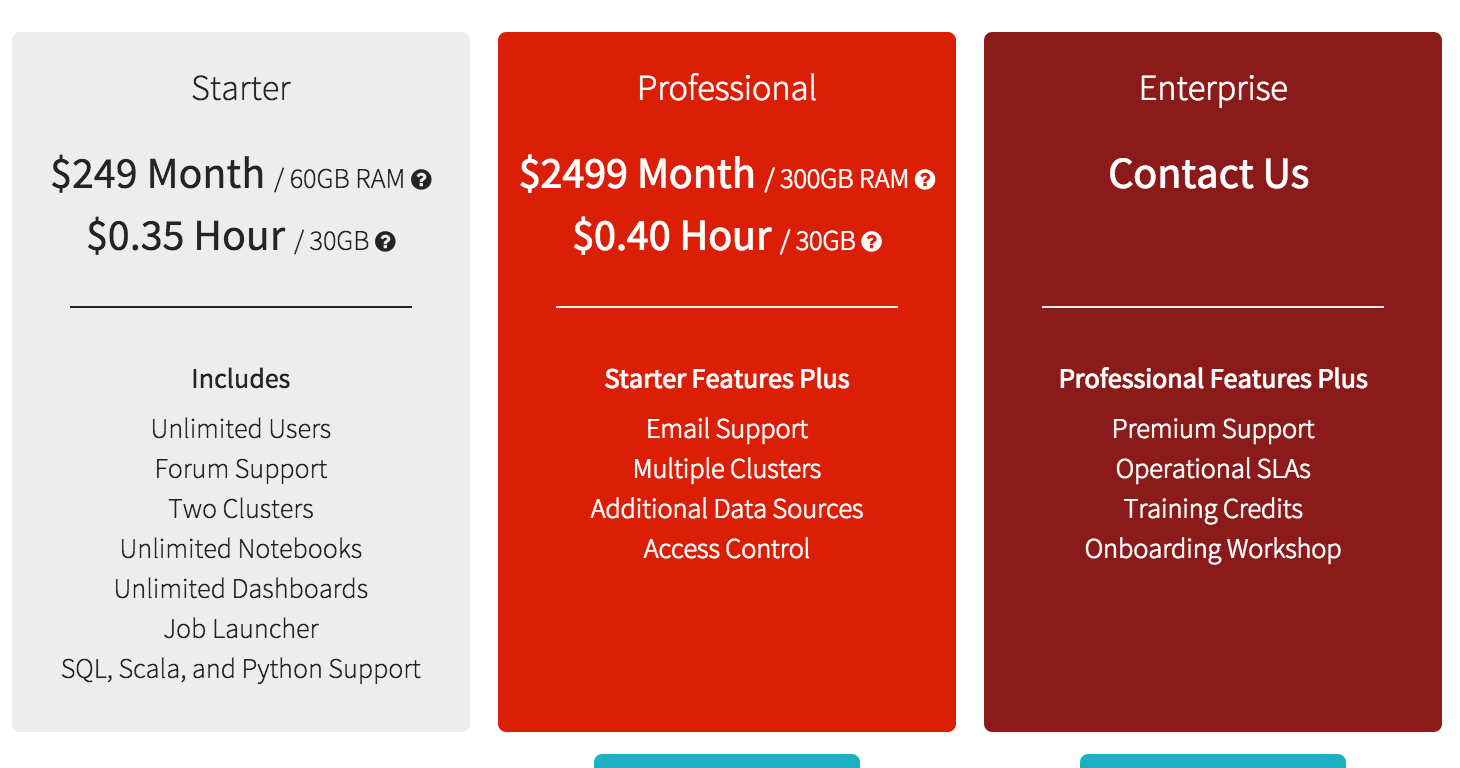 Starter
$249 Month / 60GB RAM ?
$0.35 Hour / 30GB ?
Includes
Unlimited Users
Forum Support
Two Clusters
Unlimited Notebooks
Unlimited Dashboards
Job Launcher
SQL, Scala, and Python Support
Professional
$2499 Month / 300GB RAM ?
$0.40 Hour / 30GB ?
Starter Features Plus
Email Support
Multiple Clusters
Additional Data Sources
Access Control
Enterprise
Contact Us
Professional Features Plus
Premium Support
Operational SLAs
Training Credits
Onboarding Workshop